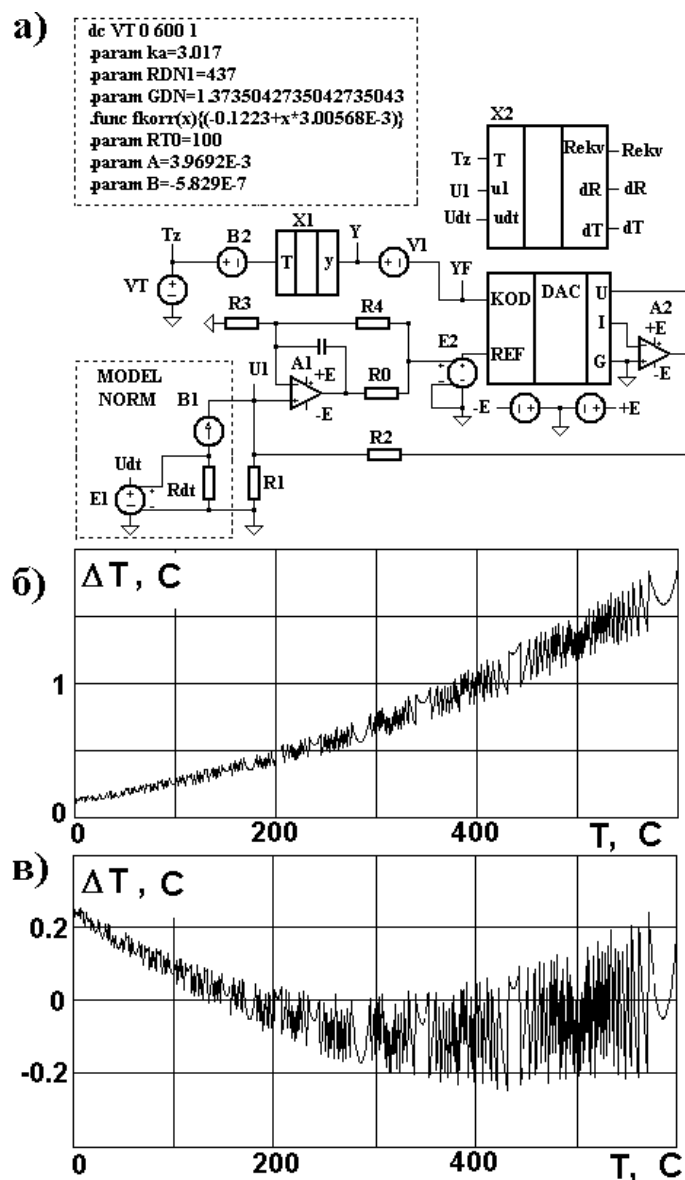 а)
dc VT 0 600 1
.param ka=3.017
.param RDN1=437
.param GDN=1.3735042735042735043
.func fkorr(x){(-0.1223+x*3.00568E-3)}
.param RT0=100
.param A=3.9692E-3
.param B=-5.829E-7
X2
Tz T Rekv Rekv
U1 u1 dR dR
Udt udt dT dT
Tz B2 X1 Y V1
T y YF
VT
KOD DAC U
R3 R4 E2 I A2
+E
REF G
-E
A1 +E
-E R0
U1
MODEL
NORM
B1
-E +E
R2
Udt
E1 Rdt R1
б)
ΔT, C
1
0
0 200 400 T, C
в)
ΔT, C
0.2
0
-0.2
0 200 400 T, C